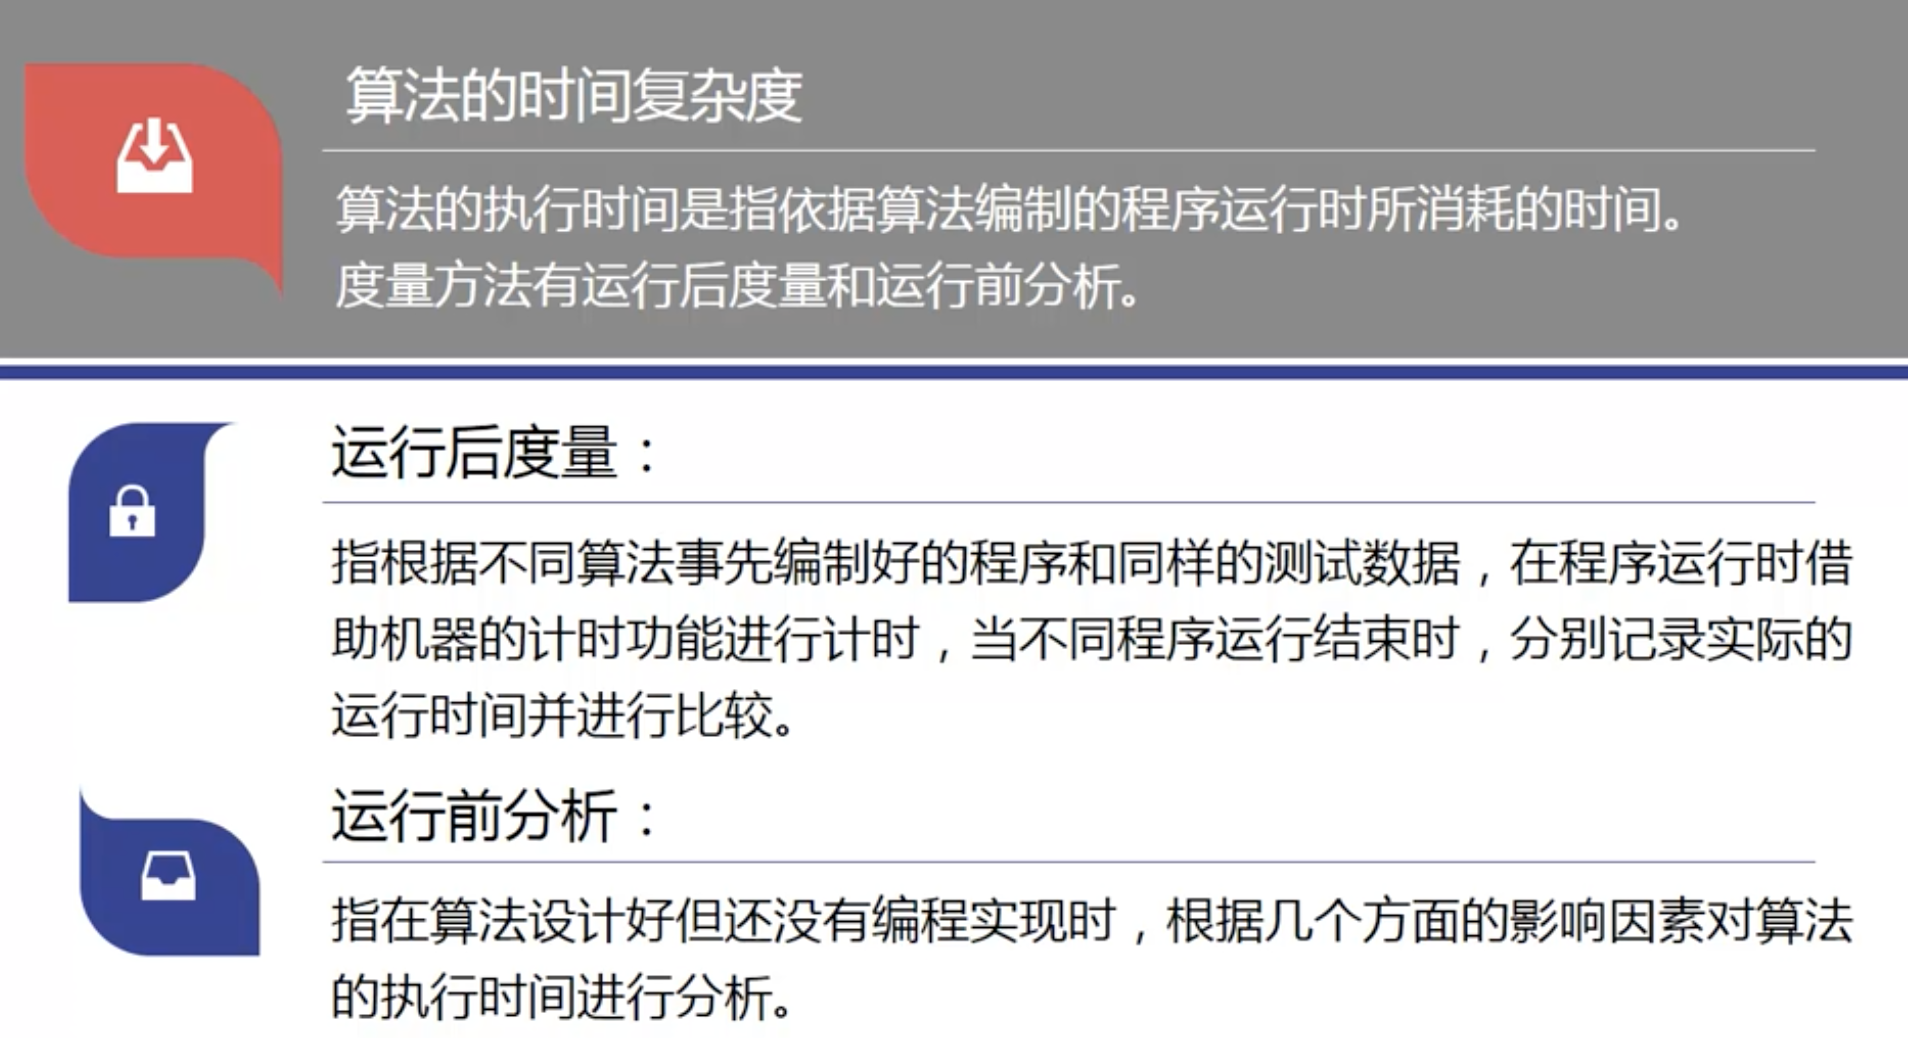 算法的时间复杂度
算法的执行时间是指依据算法编制的程序运行时所消耗的时间。
度量方法有运行后度量和运行前分析。
运行后度量：
指根据不同算法事先编制好的程序和同样的测试数据，在程序运行时借
助机器的计时功能进行计时，当不同程序运行结束时，分别记录实际的
运行时间并进行比较。
运行前分析：
指在算法设计好但还没有编程实现时，根据几个方面的影响因素对算法
的执行时间进行分析。